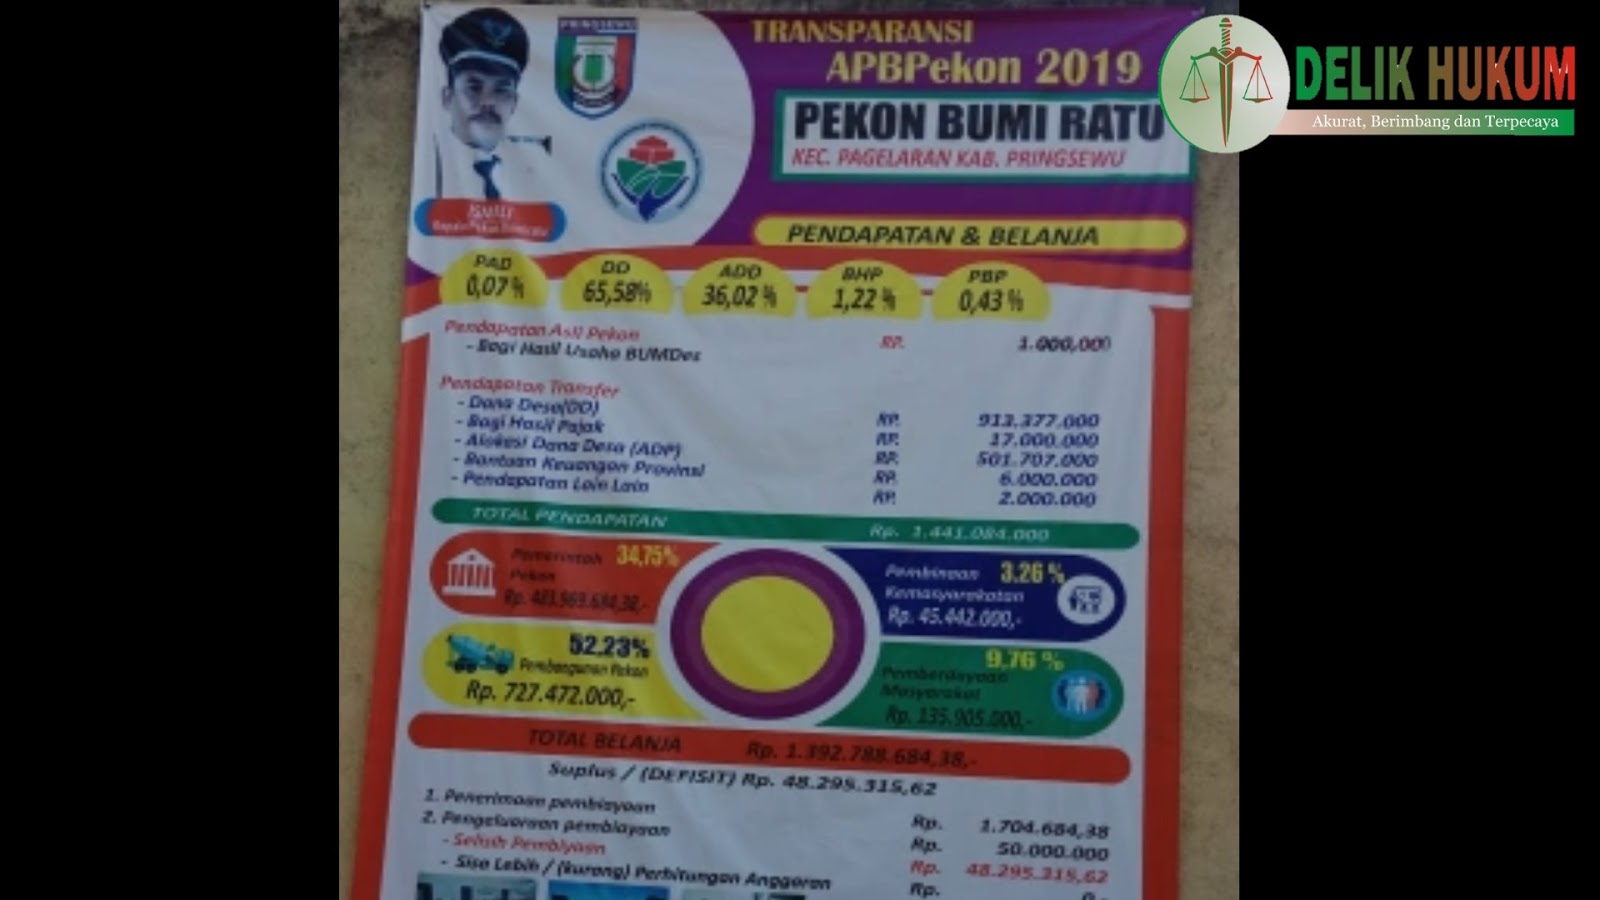 PRINGSEWU
TRANSPARANSI
APBPekon 2019
PEKON BUMI RATU
KEC. PAGELARAN KAB. PRINGSEWU
DELIK HUKUM
Akurat, Berimbang dan Terpecaya
PENDAPATAN & BELANJA
PAD
0,07 %
DD
65,58%
ADD
36,02 %
BHP
1,22 %
PBP
0,43 %
Pendapatan Asli Pekon
- Bagi Hasil Usaha BUMDes RP. 1.000,000
Pendapatan Transfer
- Dana Desa(DD) RP. 913.377.000
- Bagi Hasil Pajak RP. 17.000.000
- Alokasi Dana Desa (ADP) RP. 501.707.000
- Bantuan Keuangan Provinsi RP. 6.000.000
- Pendapatan Lain Lain RP. 2.000.000
TOTAL PENDAPATAN Rp. 1.441.084.000
Pemerintah 34,75%
Pekon
Rp. 483.969.684,38,-
Pembinaan 3.26 %
Kemasyarakatan
Rp. 45.442.000,-
52,23%
Pembangunan Pekon
Rp. 727.472.000,-
9,76 %
Pemberdayaan
Masyarakat
Rp. 135.905.000,-
TOTAL BELANJA Rp. 1.392.788.684,38,-
Suplus / (DEFISIT) Rp. 48.295.315,62
1. Penerimaan pembiayaan Rp. 1.704.684,38
2. Pengeluaran pembiayaan Rp. 50.000.000
- Selisih Pembiyaan Rp. 48.295.315,62
- Sisa Lebih / (kurang) Perhitungan Anggaran Rp. 0,-